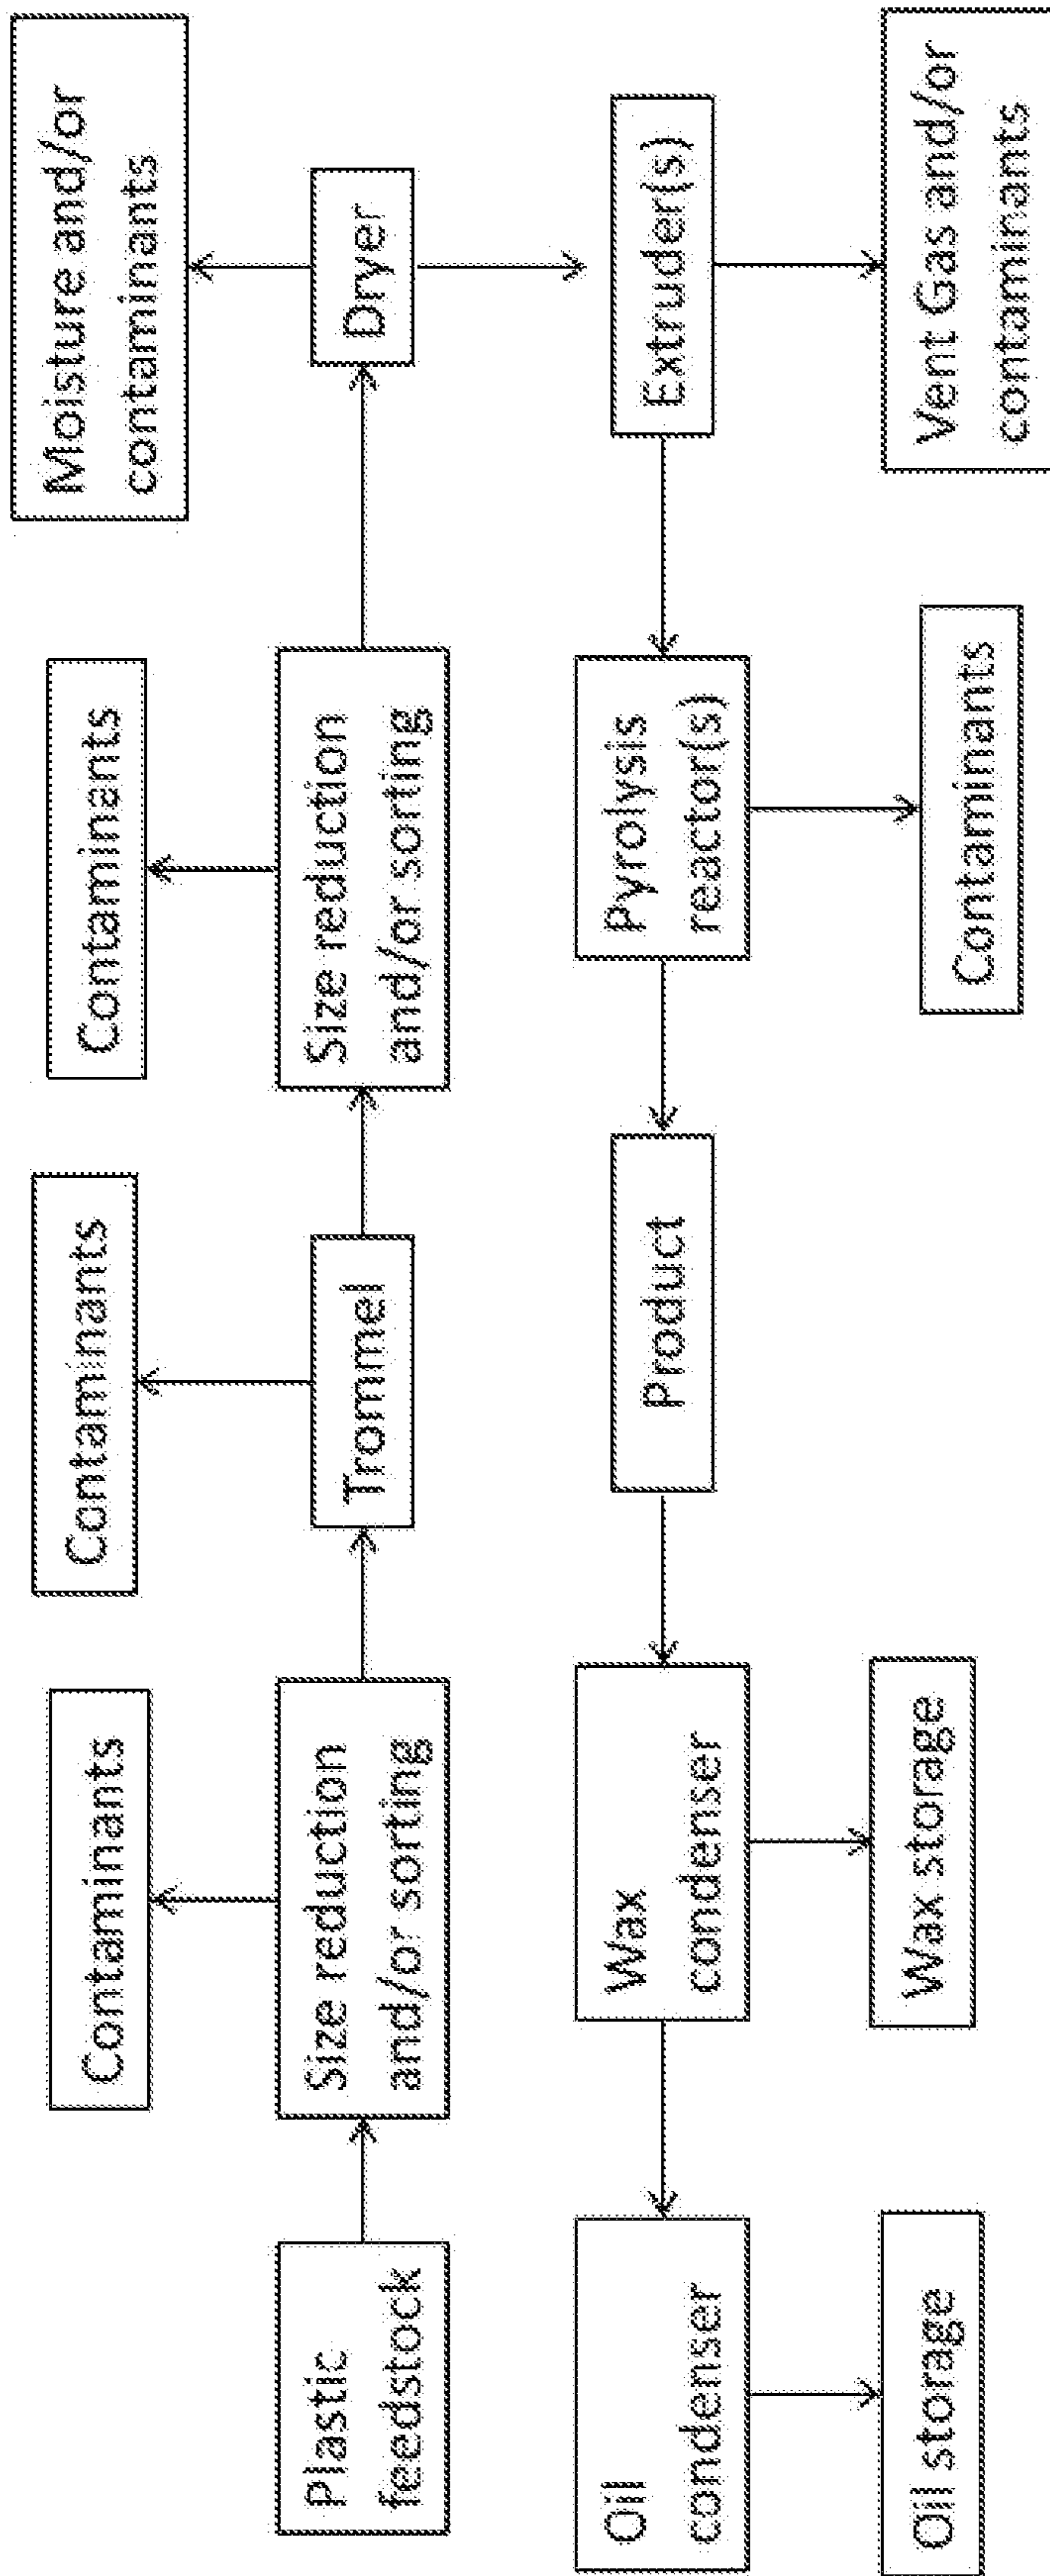 Contaminants
Contaminants
Contaminants
Moisture and/or
contaminants
Plastic
feedstock
Size reduction
and/or sorting
Trommel
Size reduction
and/or sorting
Dryer
Oil
condenser
Wax
condenser
Product
Pyrolysis
reactor(s)
Extruder(s)
Oil storage
Wax storage
Contaminants
Vent Gas and/or
contaminants